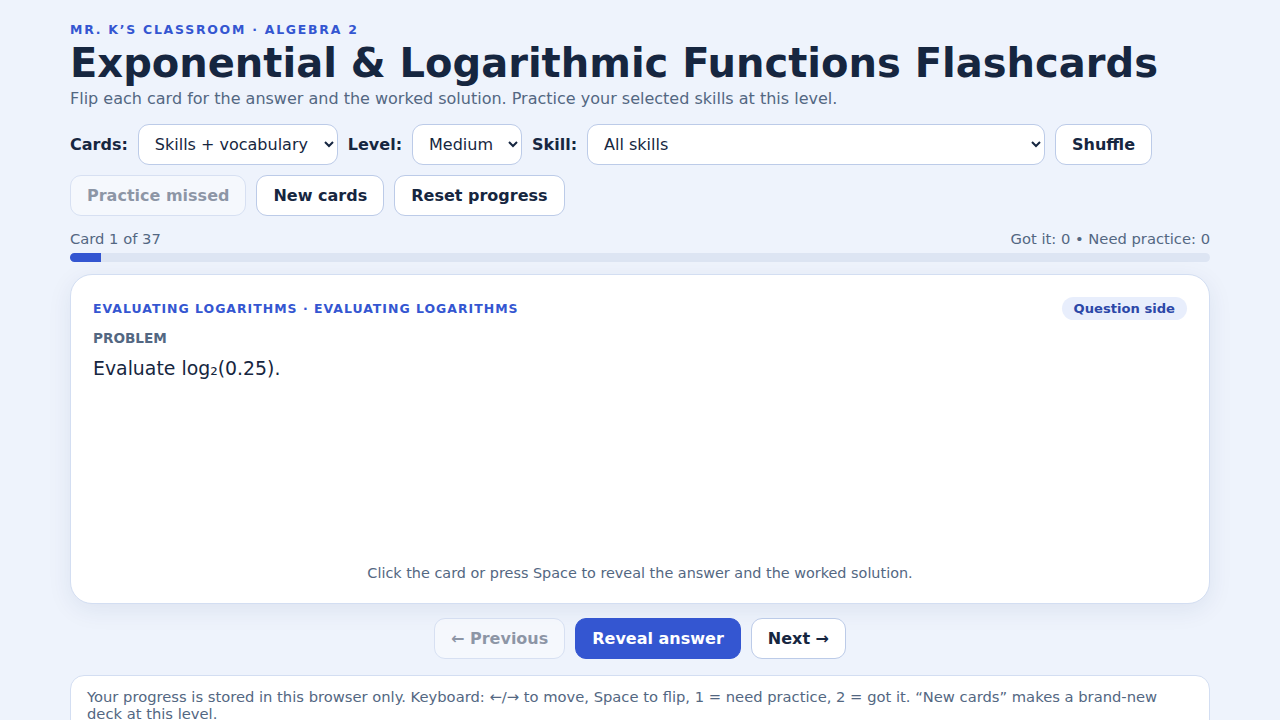 MR. K’S CLASSROOM · ALGEBRA 2
Exponential & Logarithmic Functions Flashcards
Flip each card for the answer and the worked solution. Practice your selected skills at this level.
Cards: Skills + vocabulary Level: Medium Skill: All skills Shuffle
Practice missed New cards Reset progress
Card 1 of 37 Got it: 0 • Need practice: 0
EVALUATING LOGARITHMS · EVALUATING LOGARITHMS Question side
PROBLEM
Evaluate log₂(0.25).
Click the card or press Space to reveal the answer and the worked solution.
← Previous Reveal answer Next →
Your progress is stored in this browser only. Keyboard: ←/→ to move, Space to flip, 1 = need practice, 2 = got it. “New cards” makes a brand-new
deck at this level.